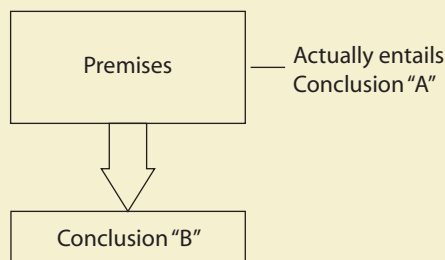 Premises
Actually entails
Conclusion “A”
Conclusion “B”